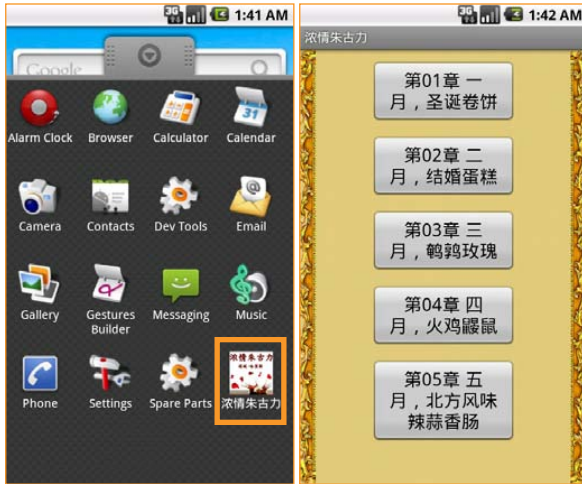 3G
1:41 AM
Google
Alarm Clock
Browser
Calculator
31
Calendar
Camera
Contacts
Dev Tools
@
Email
Gallery
Gestures
Builder
Messaging
Music
Phone
Settings
Spare Parts
浓情朱古力
浓情朱古力
3G
1:42 AM
浓情朱古力
第01章 一
月，圣诞卷饼
第02章 二
月，结婚蛋糕
第03章 三
月，鹌鹑玫瑰
第04章 四
月，火鸡鼹鼠
第05章 五
月，北方风味
辣蒜香肠